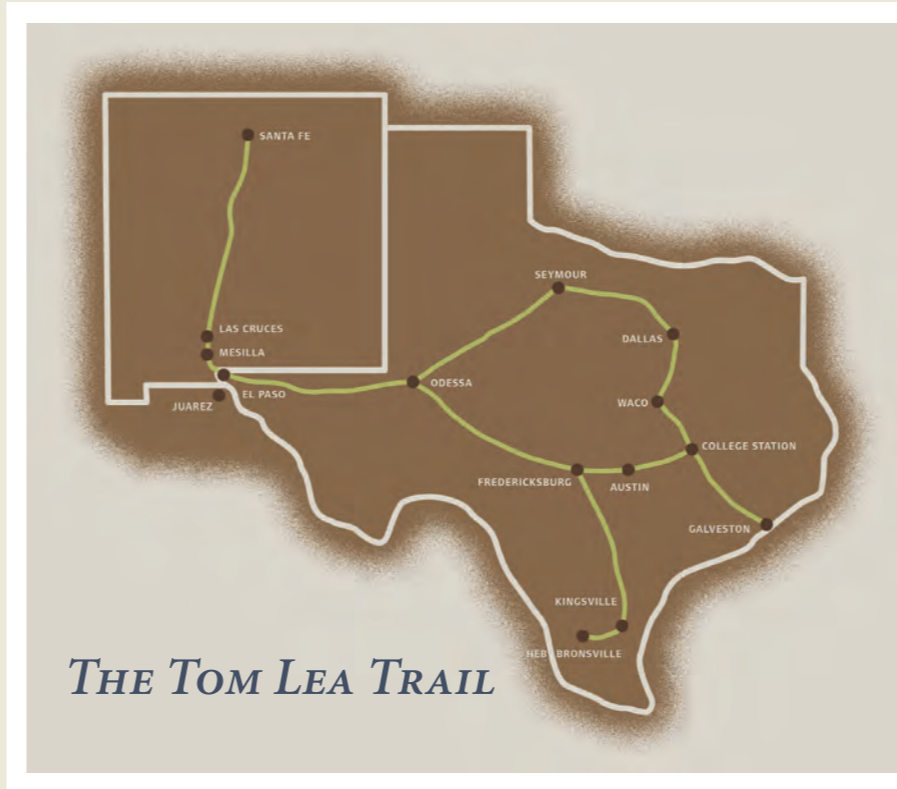 SANTA FE
LAS CRUCES
MESILLA
EL PASO
JUAREZ
ODESSA
SEYMOUR
DALLAS
WACO
COLLEGE STATION
FREDERICKSBURG
AUSTIN
GALVESTON
KINGSVILLE
HEBBRONSVILLE
THE TOM LEA TRAIL